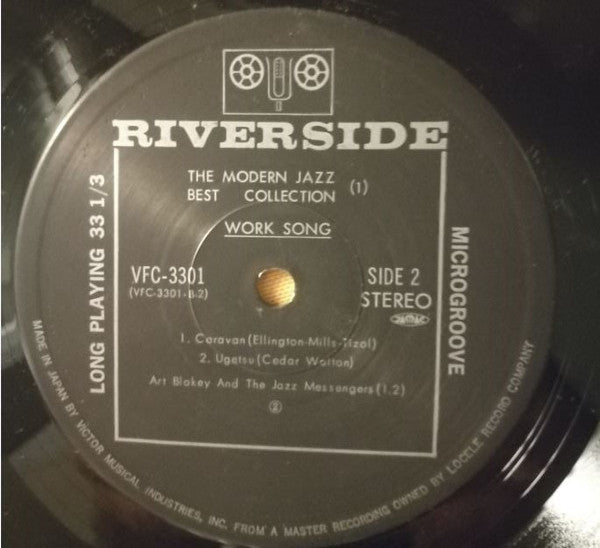 RIVERSIDE
THE MODERN JAZZ
BEST COLLECTION (1)
WORK SONG
VFC-3301
(VFC-3301-B-2)
SIDE 2
STEREO
1. Caravan (Ellington-Mills-Tizol)
2. Ugetsu (Cedar Walton)
Art Blakey And The Jazz Messengers (1.2)
②
LONG PLAYING 33 1/3
MICROGROOVE
MADE IN JAPAN BY VICTOR MUSICAL INDUSTRIES, INC. FROM A MASTER RECORDING OWNED BY LOCELE RECORD COMPANY